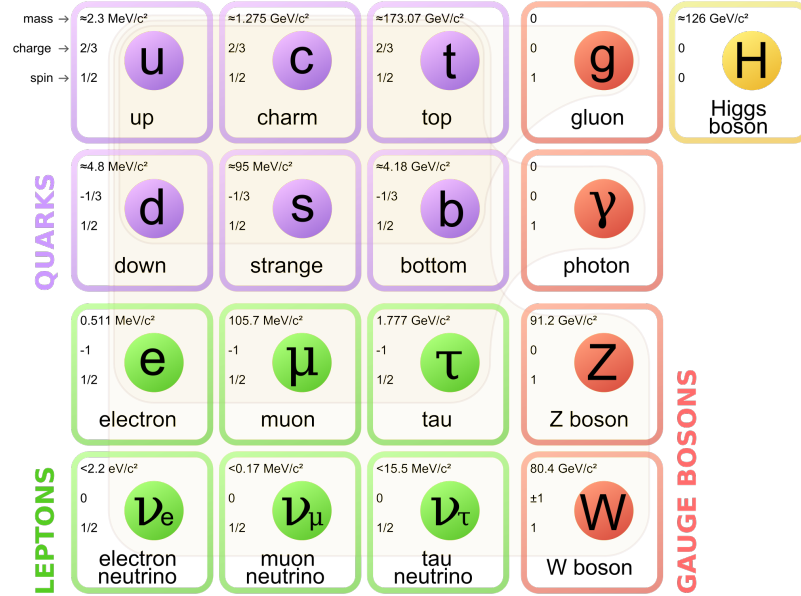 mass → ≈2.3 MeV/c²
charge → 2/3
spin → 1/2
u
up
≈1.275 GeV/c²
2/3
1/2
c
charm
≈173.07 GeV/c²
2/3
1/2
t
top
0
0
1
g
gluon
≈126 GeV/c²
0
0
H
Higgs
boson
QUARKS
≈4.8 MeV/c²
-1/3
1/2
d
down
≈95 MeV/c²
-1/3
1/2
s
strange
≈4.18 GeV/c²
-1/3
1/2
b
bottom
0
0
1
γ
photon
0.511 MeV/c²
-1
1/2
e
electron
105.7 MeV/c²
-1
1/2
μ
muon
1.777 GeV/c²
-1
1/2
τ
tau
91.2 GeV/c²
0
1
Z
Z boson
GAUGE BOSONS
LEPTONS
<2.2 eV/c²
0
1/2
νe
electron
neutrino
<0.17 MeV/c²
0
1/2
νμ
muon
neutrino
<15.5 MeV/c²
0
1/2
ντ
tau
neutrino
80.4 GeV/c²
±1
1
W
W boson